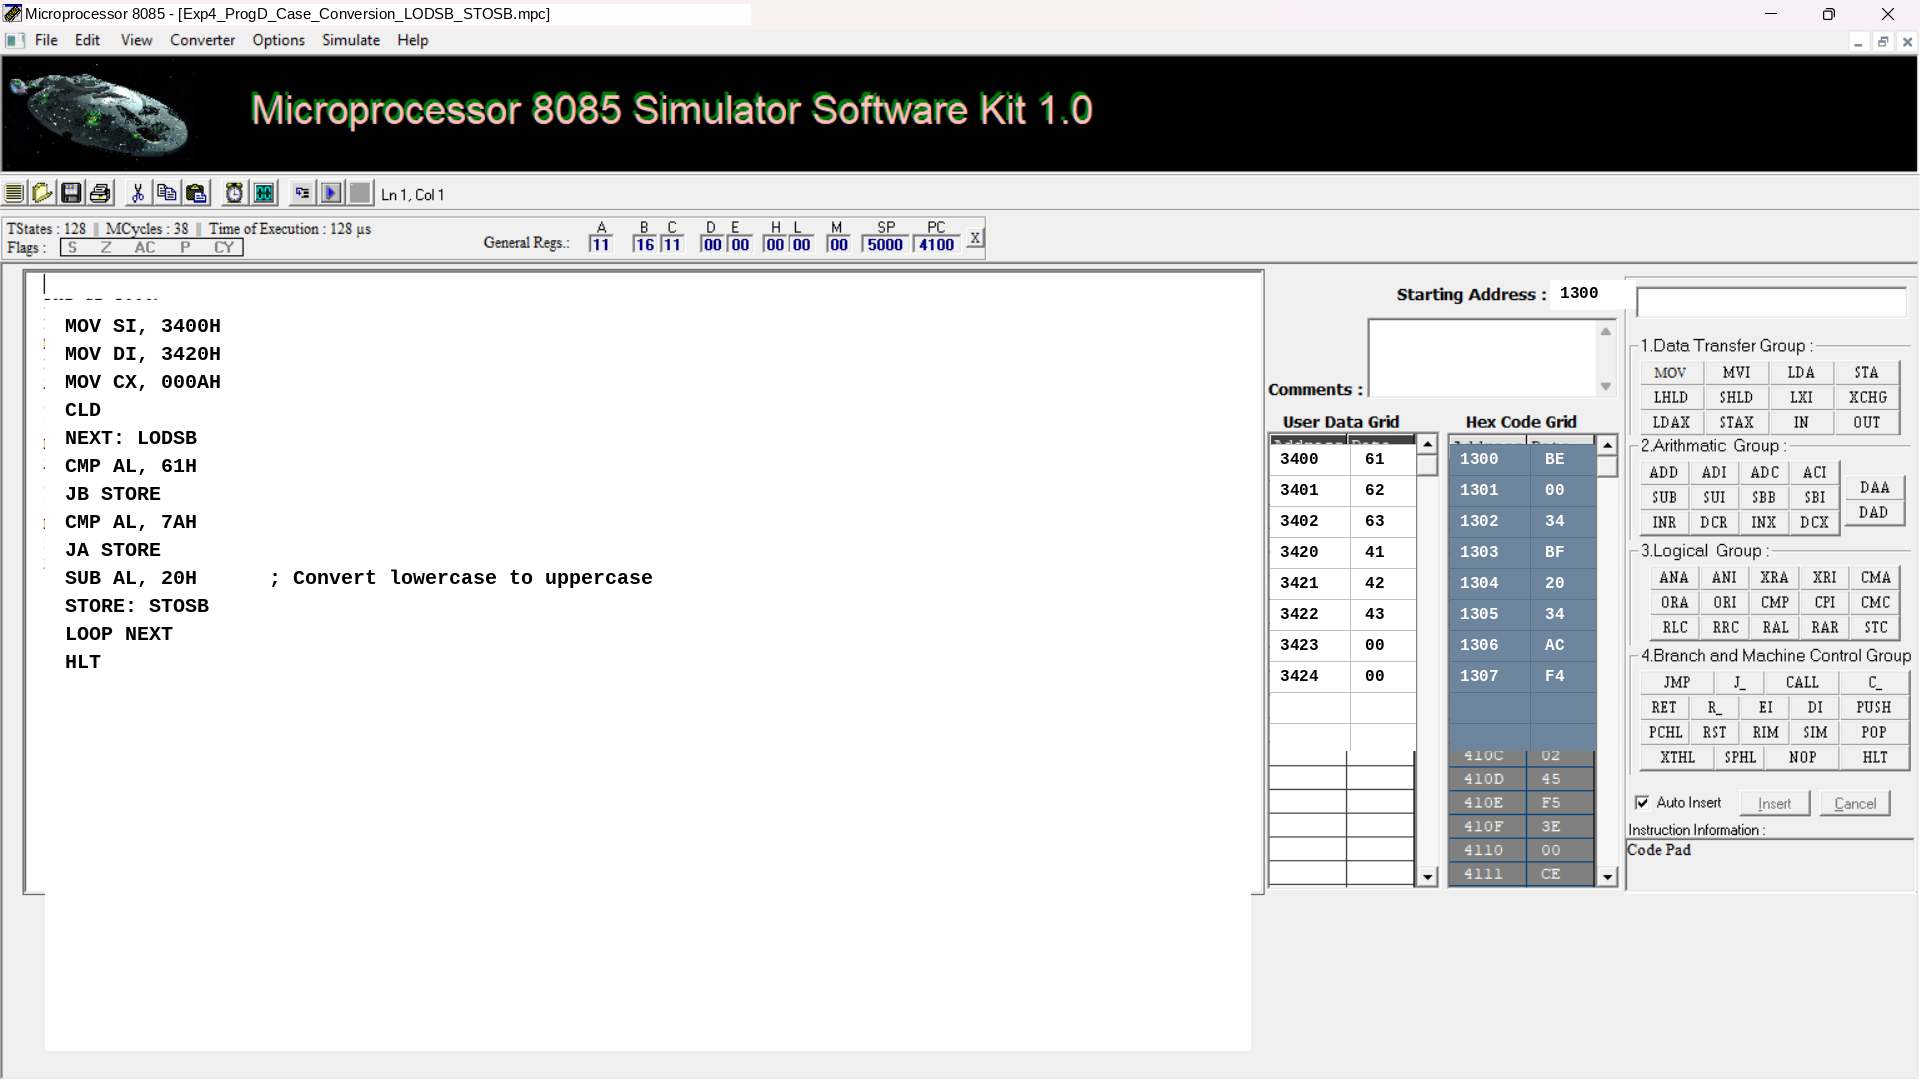 Microprocessor 8085 - [Exp4_ProgD_Case_Conversion_LODSB_STOSB.mpc]
File Edit View Converter Options Simulate Help
Microprocessor 8085 Simulator Software Kit 1.0
Ln 1, Col 1
TStates : 128 MCycles : 38 Time of Execution : 128 µs
Flags : S Z AC P CY
General Regs.:
A B C D E H L M SP PC
11 16 11 00 00 00 00 00 5000 4100 X
MOV SI, 3400H
MOV DI, 3420H
MOV CX, 000AH
CLD
NEXT: LODSB
CMP AL, 61H
JB STORE
CMP AL, 7AH
JA STORE
SUB AL, 20H ; Convert lowercase to uppercase
STORE: STOSB
LOOP NEXT
HLT
Starting Address : 1300
Comments :
User Data Grid
3400 61
3401 62
3402 63
3420 41
3421 42
3422 43
3423 00
3424 00
Hex Code Grid
1300 BE
1301 00
1302 34
1303 BF
1304 20
1305 34
1306 AC
1307 F4
410C 02
410D 45
410E F5
410F 3E
4110 00
4111 CE
1.Data Transfer Group :
MOV MVI LDA STA
LHLD SHLD LXI XCHG
LDAX STAX IN OUT
2.Arithmatic Group :
ADD ADI ADC ACI
SUB SUI SBB SBI
INR DCR INX DCX
DAA
DAD
3.Logical Group :
ANA ANI XRA XRI CMA
ORA ORI CMP CPI CMC
RLC RRC RAL RAR STC
4.Branch and Machine Control Group
JMP J_ CALL C_
RET R_ EI DI PUSH
PCHL RST RIM SIM POP
XTHL SPHL NOP HLT
Auto Insert Insert Cancel
Instruction Information :
Code Pad